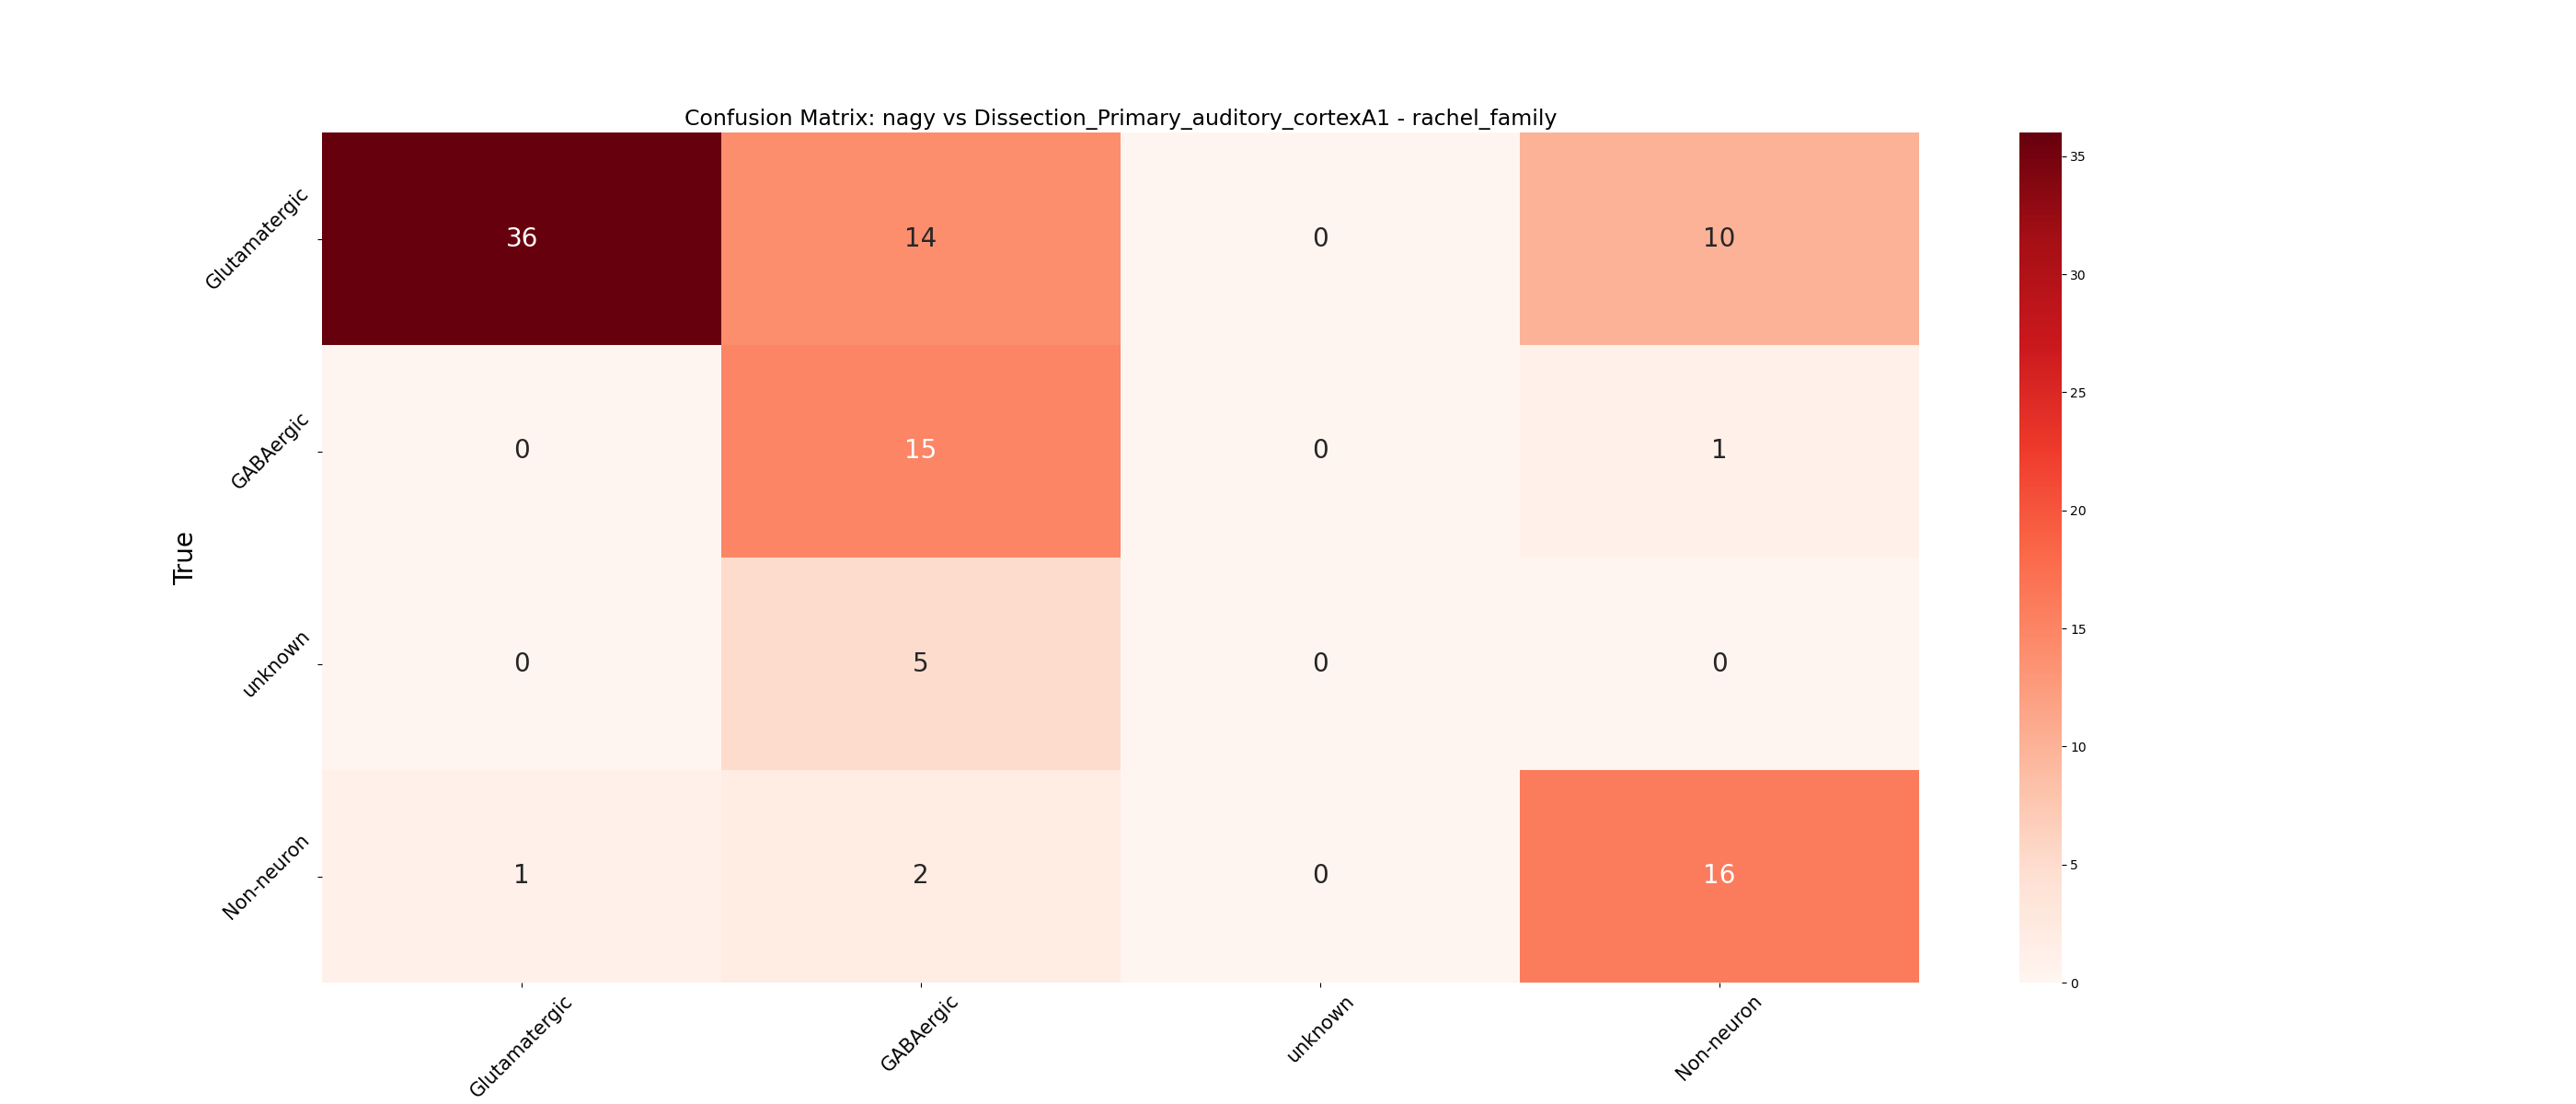 Confusion Matrix: nagy vs Dissection_Primary_auditory_cortexA1 - rachel_family
True
Glutamatergic
36 14 0 10
GABAergic
0 15 0 1
unknown
0 5 0 0
Non-neuron
1 2 0 16
Glutamatergic GABAergic unknown Non-neuron
35
30
25
20
15
10
5
0